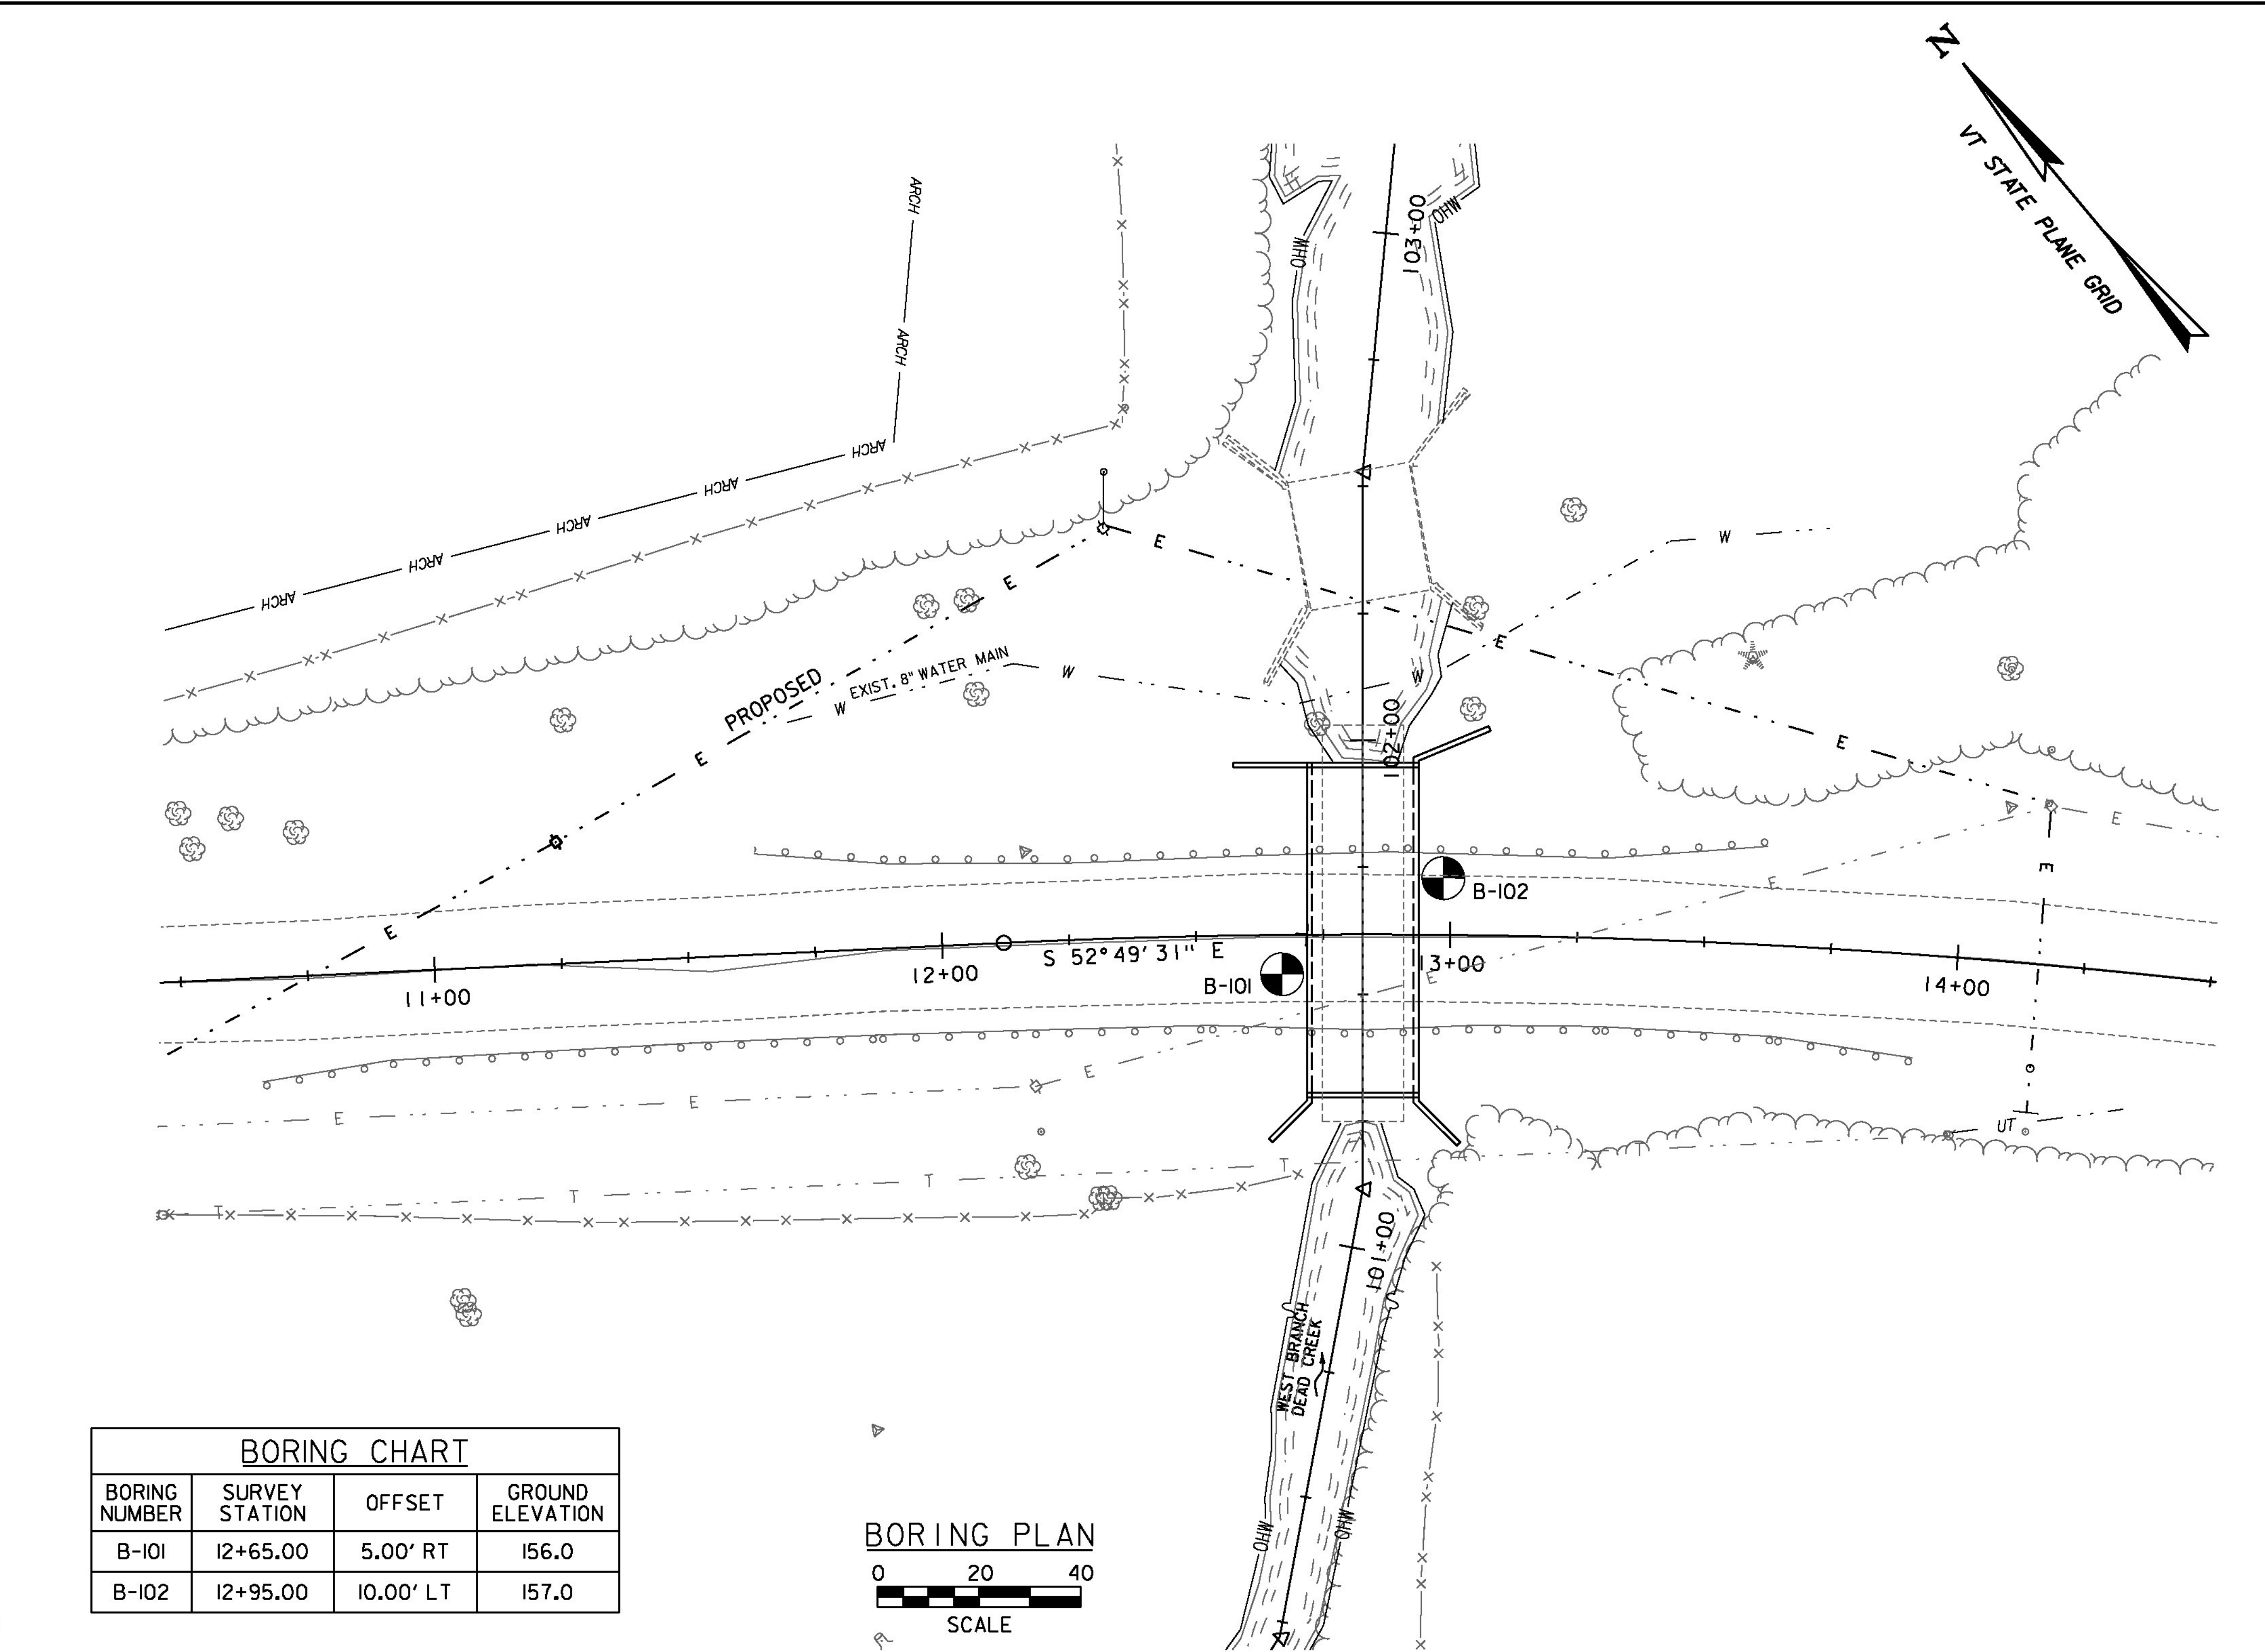 N
VT STATE PLANE GRID
ARCH
ARCH
ARCH
ARCH
ARCH
ARCH
ARCH
OHW
OHW
103+00
E
E
W
E
PROPOSED
EXIST. 8" WATER MAIN
W
W
W
E
E
102+00
E
E
E
E
B-102
S 52°49'31" E
11+00
12+00
13+00
14+00
B-101
E
E
E
E
UT
T
T
T
T
T
101+00
WEST BRANCH
DEAD CREEK
OHW
OHW
BORING CHART
BORING NUMBER
SURVEY STATION
OFFSET
GROUND ELEVATION
B-101 12+65.00 5.00' RT 156.0
B-102 12+95.00 10.00' LT 157.0
BORING PLAN
0 20 40
SCALE